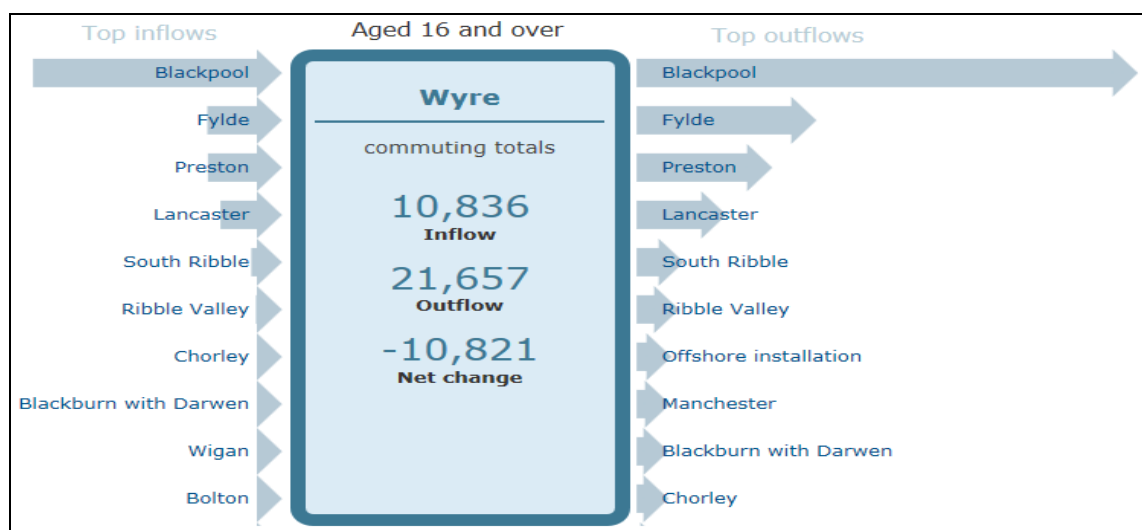 Top inflows
Aged 16 and over
Top outflows
Blackpool
Fylde
Preston
Lancaster
South Ribble
Ribble Valley
Chorley
Blackburn with Darwen
Wigan
Bolton
Wyre
commuting totals
10,836
Inflow
21,657
Outflow
-10,821
Net change
Blackpool
Fylde
Preston
Lancaster
South Ribble
Ribble Valley
Offshore installation
Manchester
Blackburn with Darwen
Chorley